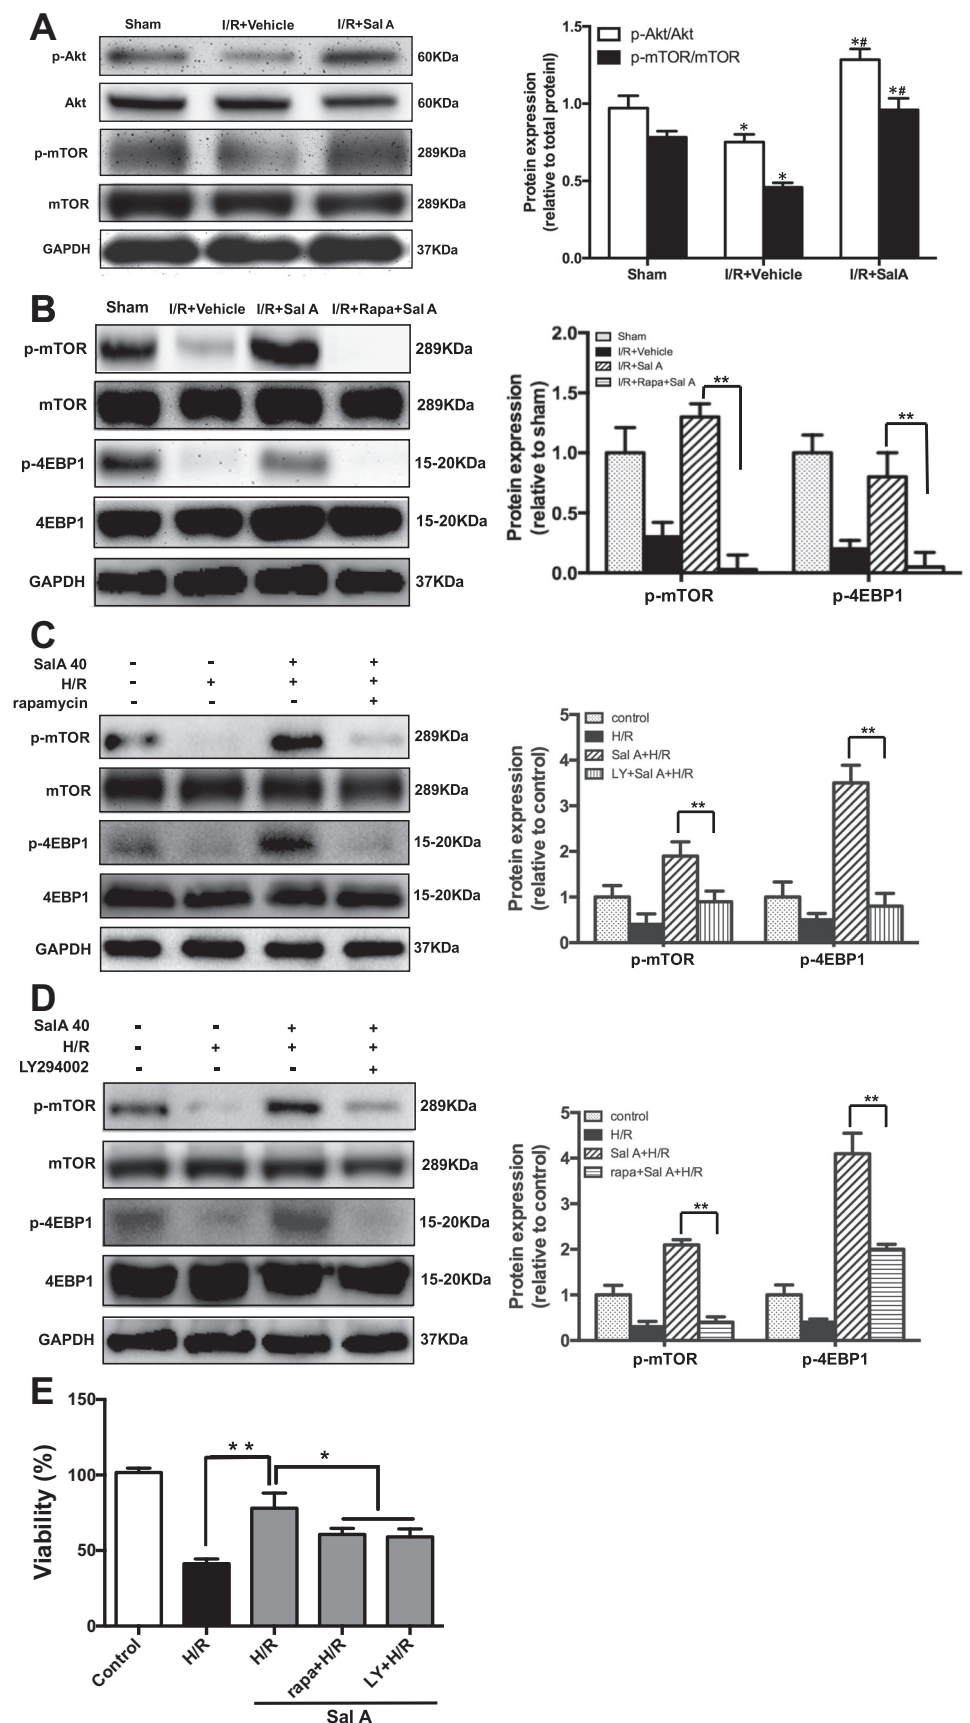 A
Sham I/R+Vehicle I/R+Sal A
p-Akt 60KDa
Akt 60KDa
p-mTOR 289KDa
mTOR 289KDa
GAPDH 37KDa
Protein expression
(relative to total proteinl)
1.5
1.0
0.5
0.0
p-Akt/Akt
p-mTOR/mTOR
* * *# *#
Sham I/R+Vehicle I/R+SalA
B
Sham I/R+Vehicle I/R+Sal A I/R+Rapa+Sal A
p-mTOR 289KDa
mTOR 289KDa
p-4EBP1 15-20KDa
4EBP1 15-20KDa
GAPDH 37KDa
Protein expression
(relative to sham)
2.0
1.5
1.0
0.5
0.0
Sham
I/R+Vehicle
I/R+Sal A
I/R+Rapa+Sal A
** **
p-mTOR p-4EBP1
C
SalA 40 - - + +
H/R - + + +
rapamycin - - - +
p-mTOR 289KDa
mTOR 289KDa
p-4EBP1 15-20KDa
4EBP1 15-20KDa
GAPDH 37KDa
Protein expression
(relative to control)
5
4
3
2
1
0
control
H/R
Sal A+H/R
LY+Sal A+H/R
** **
p-mTOR p-4EBP1
D
SalA 40 - - + +
H/R - + + +
LY294002 - - - +
p-mTOR 289KDa
mTOR 289KDa
p-4EBP1 15-20KDa
4EBP1 15-20KDa
GAPDH 37KDa
Protein expression
(relative to control)
5
4
3
2
1
0
control
H/R
Sal A+H/R
rapa+Sal A+H/R
** **
p-mTOR p-4EBP1
E
Viability (%)
150
100
50
0
** *
Control H/R H/R rapa+H/R LY+H/R
Sal A